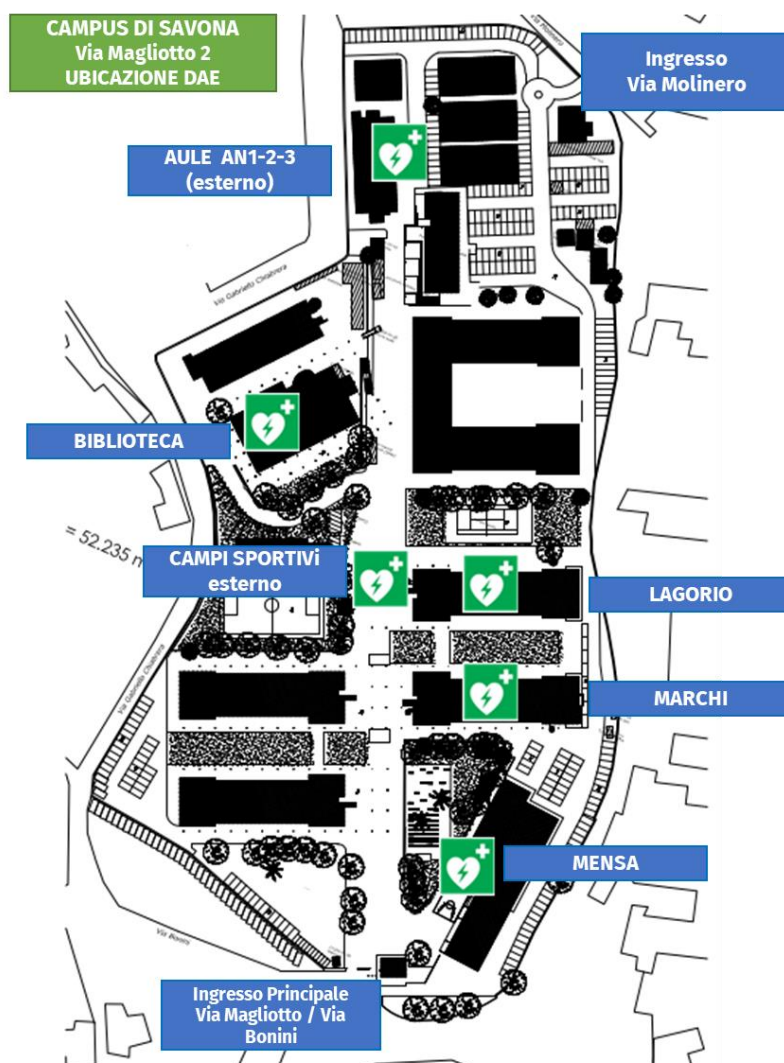 CAMPUS DI SAVONA
Via Magliotto 2
UBICAZIONE DAE
Ingresso
Via Molinero
AULE AN1-2-3
(esterno)
Via Gabriello Chiabrera
BIBLIOTECA
= 52.235 m
CAMPI SPORTIVi
esterno
LAGORIO
Via Gabriello Chiabrera
MARCHI
MENSA
Via Bonini
Ingresso Principale
Via Magliotto / Via
Bonini